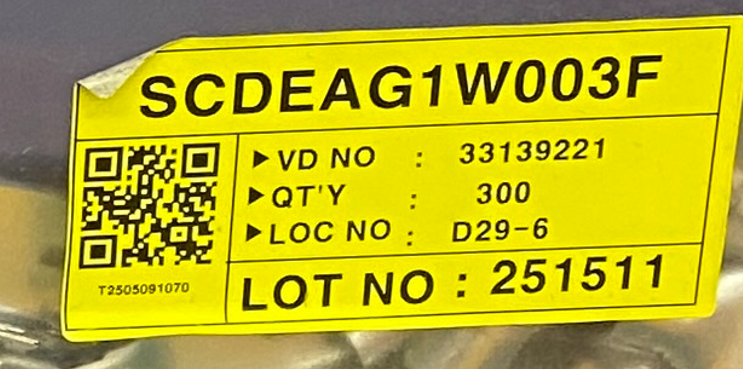 SCDEAG1W003F
▶VD NO : 33139221
▶QT'Y : 300
▶LOC NO : D29-6
T2505091070
LOT NO : 251511